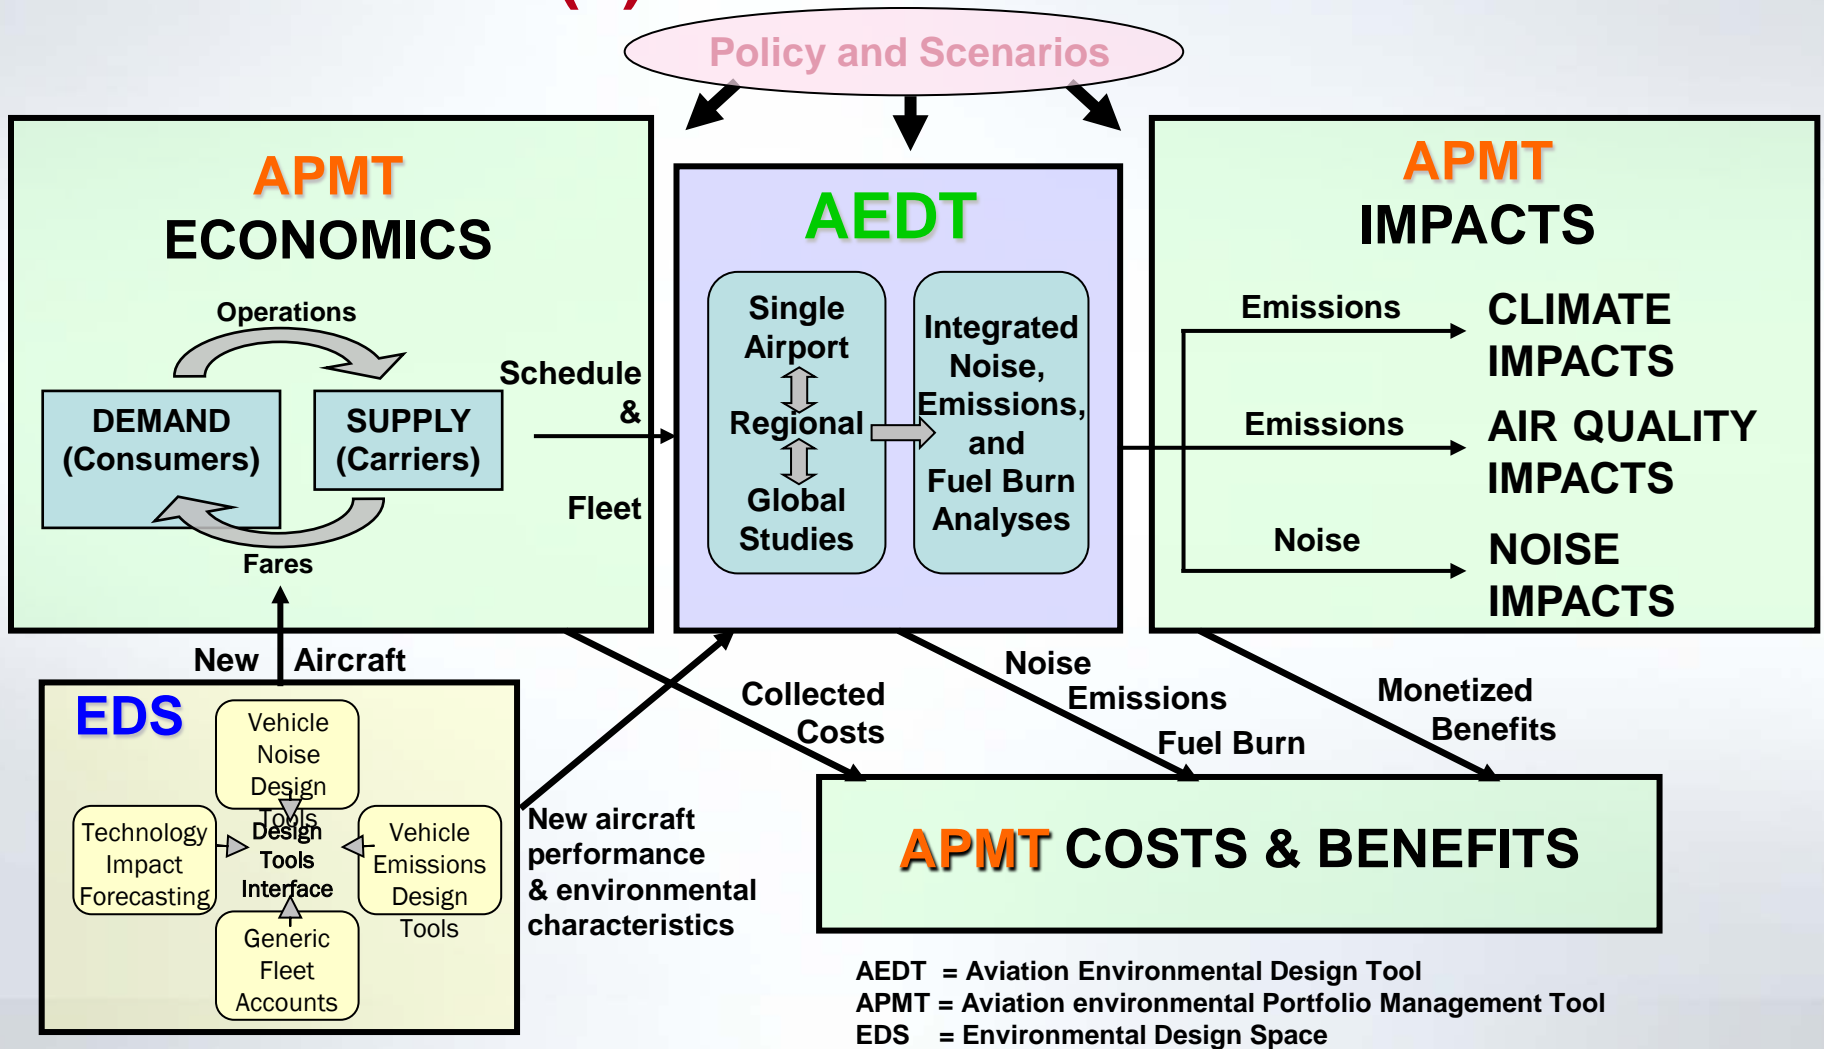 Policy and Scenarios
APMT
ECONOMICS
Operations
DEMAND
(Consumers)
SUPPLY
(Carriers)
Fares
Schedule
&
Fleet
AEDT
Single
Airport
Regional
Global
Studies
Integrated
Noise,
Emissions,
and
Fuel Burn
Analyses
APMT
IMPACTS
Emissions
CLIMATE
IMPACTS
Emissions
AIR QUALITY
IMPACTS
Noise
NOISE
IMPACTS
New Aircraft
EDS
Vehicle
Noise
Design
Tools
Technology
Impact
Forecasting
Design
Tools
Interface
Vehicle
Emissions
Design
Tools
Generic
Fleet
Accounts
New aircraft
performance
& environmental
characteristics
Collected
Costs
Noise
Emissions
Fuel Burn
Monetized
Benefits
APMT COSTS & BENEFITS
AEDT = Aviation Environmental Design Tool
APMT = Aviation environmental Portfolio Management Tool
EDS = Environmental Design Space